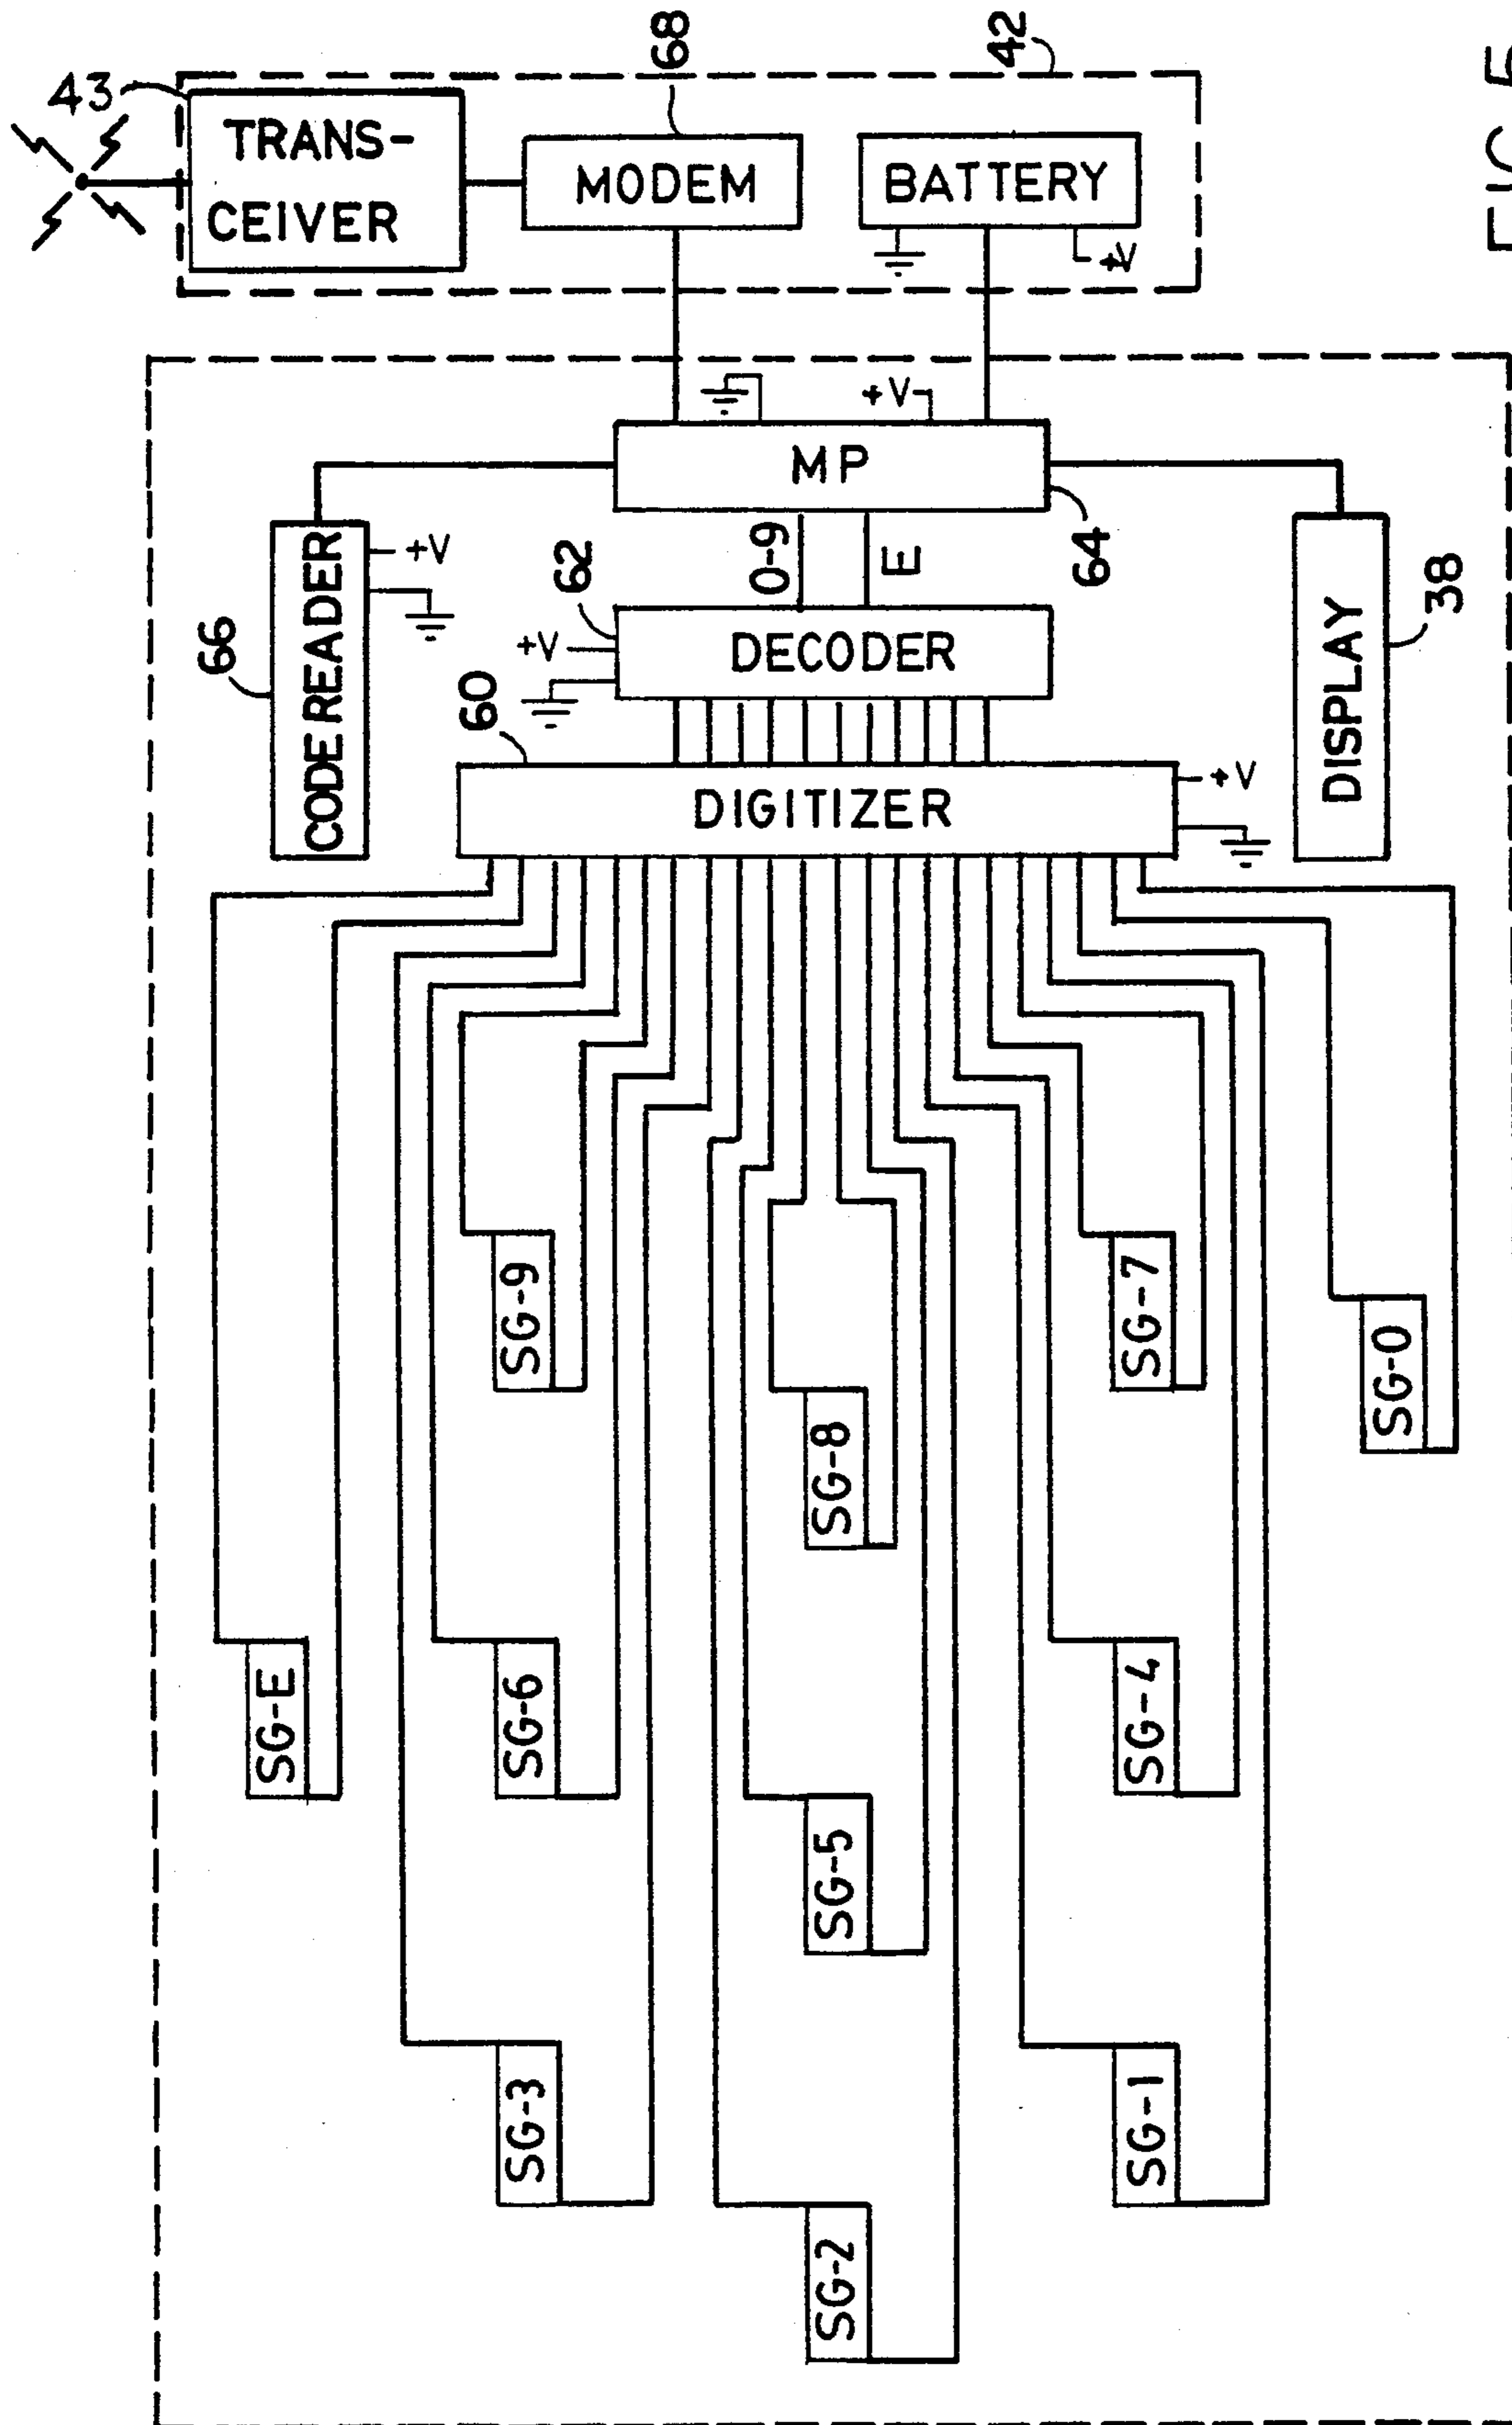 43
TRANS-
CEIVER
68
MODEM
42
BATTERY
+V
66
CODE READER
+V
MP
+V
64
0-9
E
62
+V
DECODER
60
DIGITIZER
+V
DISPLAY
38
SG-9
SG-8
SG-7
SG-0
SG-E
SG-6
SG-5
SG-4
SG-3
SG-2
SG-1